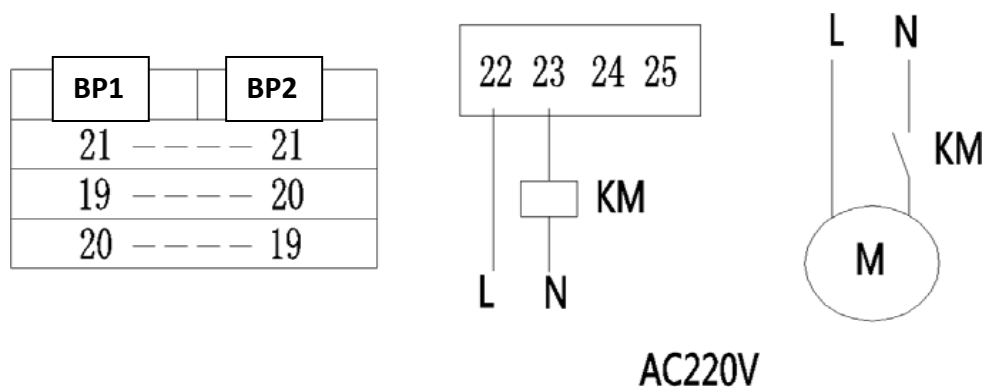 BP1 BP2
21 ---- 21
19 ---- 20
20 ---- 19
22 23 24 25
KM
L N
L N
KM
M
AC220V